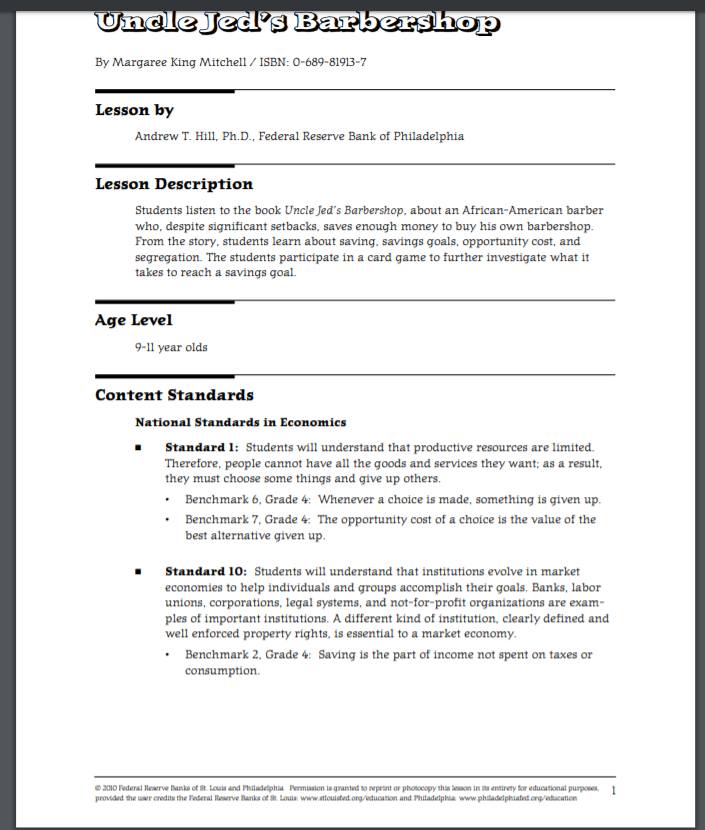 Uncle Jed's Barbershop
By Margaree King Mitchell / ISBN: 0-689-81913-7
Lesson by
Andrew T. Hill, Ph.D., Federal Reserve Bank of Philadelphia
Lesson Description
Students listen to the book Uncle Jed's Barbershop, about an African-American barber
who, despite significant setbacks, saves enough money to buy his own barbershop.
From the story, students learn about saving, savings goals, opportunity cost, and
segregation. The students participate in a card game to further investigate what it
takes to reach a savings goal.
Age Level
9-11 year olds
Content Standards
National Standards in Economics
■ Standard 1: Students will understand that productive resources are limited.
Therefore, people cannot have all the goods and services they want; as a result,
they must choose some things and give up others.
• Benchmark 6, Grade 4: Whenever a choice is made, something is given up.
• Benchmark 7, Grade 4: The opportunity cost of a choice is the value of the
best alternative given up.
■ Standard 10: Students will understand that institutions evolve in market
economies to help individuals and groups accomplish their goals. Banks, labor
unions, corporations, legal systems, and not-for-profit organizations are exam-
ples of important institutions. A different kind of institution, clearly defined and
well enforced property rights, is essential to a market economy.
• Benchmark 2, Grade 4: Saving is the part of income not spent on taxes or
consumption.
© 2010 Federal Reserve Banks of St. Louis and Philadelphia Permission is granted to reprint or photocopy this lesson in its entirety for educational purposes,
provided the user credits the Federal Reserve Banks of St. Louis: www.stlouisfed.org/education and Philadelphia: www.philadelphiafed.org/education
1